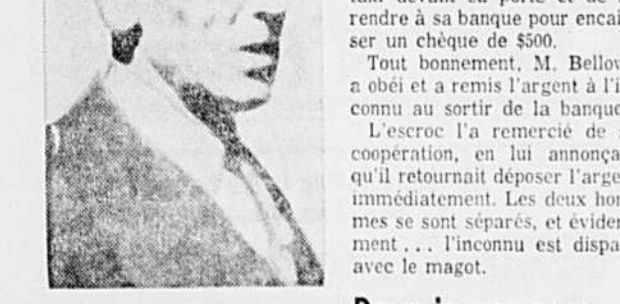 rendre à sa banque pour encai
ser un chèque de $500.
Tout bonnement, M. Bellow
a obéi et a remis l'argent à l'i
connu au sortir de la banque
L'escroc l'a remercié de
coopération, en lui annonça
qu'il retournait déposer l'arge
immédiatement. Les deux hom
mes se sont séparés, et éviden
ment... l'inconnu est dispa
avec le magot.